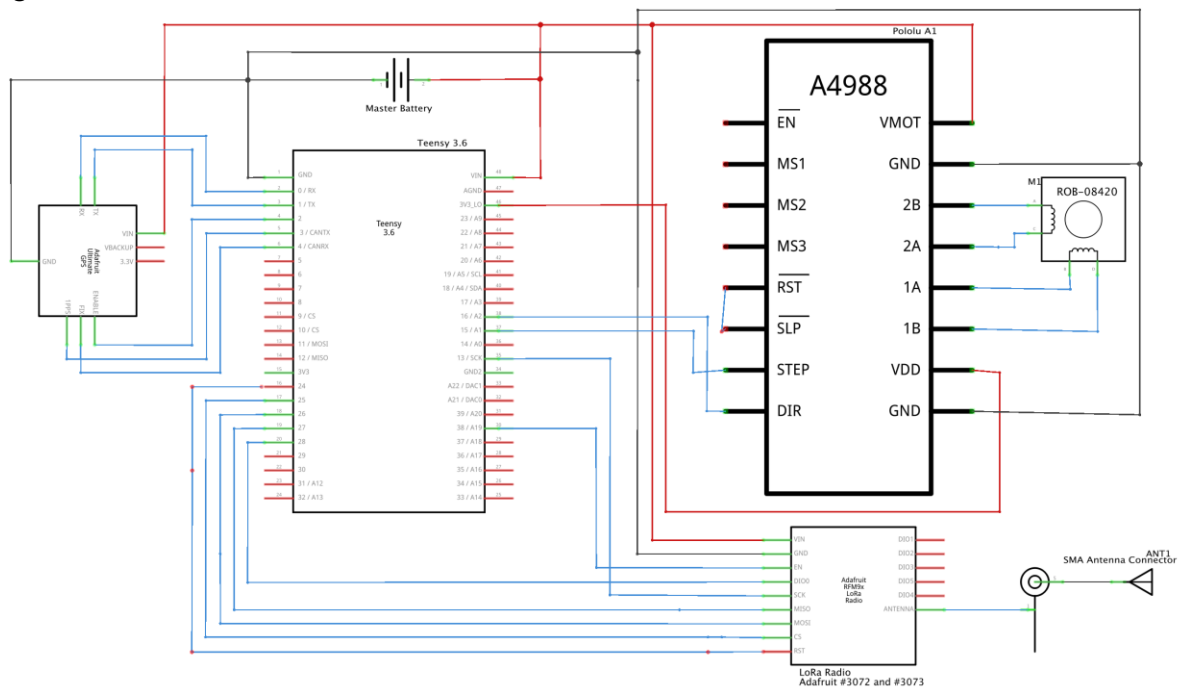 Pololu A1
A4988
EN
MS1
MS2
MS3
RST
SLP
STEP
DIR
VMOT
GND
2B
2A
1A
1B
VDD
GND
M1
ROB-08420
Master Battery
Teensy 3.6
Teensy
3.6
GND
0 / RX
1 / TX
2
3 / CANTX
4 / CANRX
5
6
7
8
9 / CS
10 / CS
11 / MOSI
12 / MISO
3V3
24
25
26
27
28
29
30
31 / A12
32 / A13
VIN
AGND
3V3_LO
23 / A9
22 / A8
21 / A7
20 / A6
19 / A5 / SCL
18 / A4 / SDA
17 / A3
16 / A2
15 / A1
14 / A0
13 / SCK
GND2
A22 / DAC1
A21 / DAC0
39 / A20
38 / A19
37 / A18
36 / A17
35 / A16
34 / A15
33 / A14
RX
TX
VIN
VBACKUP
3.3V
GND
Adafruit
Ultimate
GPS
1PPS
FIX
ENABLE
VIN
GND
EN
DIO0
SCK
MISO
MOSI
CS
RST
Adafruit
RFM9x
LoRa
Radio
DIO1
DIO2
DIO3
DIO5
DIO4
ANTENNA
ANT1
SMA Antenna Connector
LoRa Radio
Adafruit #3072 and #3073